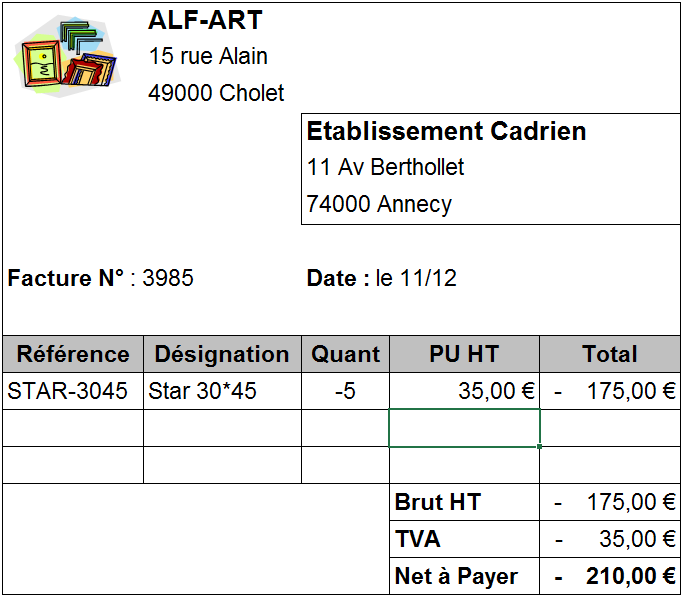 ALF-ART
15 rue Alain
49000 Cholet
Etablissement Cadrien
11 Av Berthollet
74000 Annecy
Facture N° : 3985 Date : le 11/12
Référence Désignation Quant PU HT Total
STAR-3045 Star 30*45 -5 35,00 € - 175,00 €
Brut HT - 175,00 €
TVA - 35,00 €
Net à Payer - 210,00 €